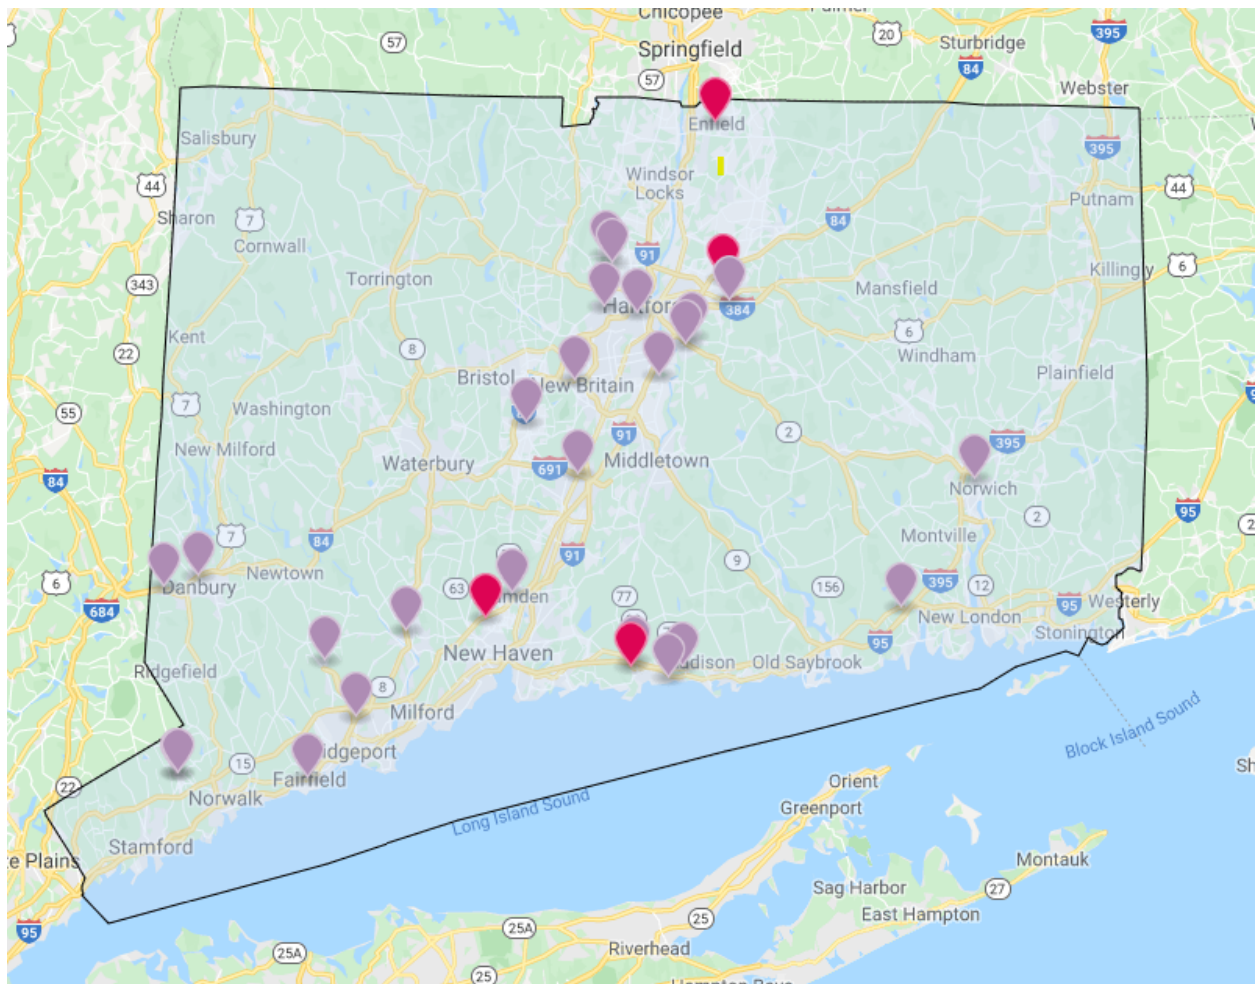 Chicopee
Springfield
57
20
395
Sturbridge
84
57
Webster
Enfield
Salisbury
395
Windsor
Locks
44
Putnam
44
Sharon
7
84
Cornwall
91
Killingly
6
Torrington
343
Mansfield
384
6
Kent
8
22
Windham
Bristol
New Britain
Plainfield
7
Washington
55
2
91
395
New Milford
Waterbury
691
Middletown
84
Norwich
95
2
7
84
Montville
91
9
Newtown
6
Danbury
63
77
156
395
12
684
95
Westerly
New London
Stonington
95
New Haven
Old Saybrook
Ridgefield
8
Milford
Block Island Sound
15
Fairfield
22
Norwalk
Orient
Greenport
Long Island Sound
Stamford
Montauk
Sag Harbor
27
East Hampton
25
25A
95
Riverhead
25A
25